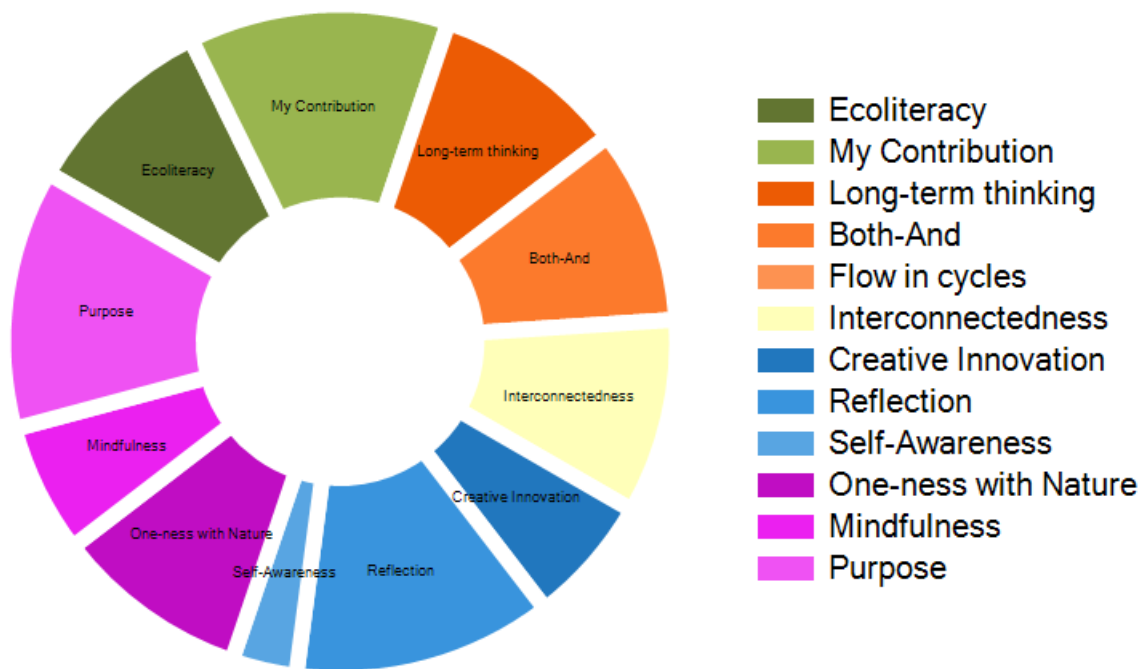 My Contribution
Long-term thinking
Ecoliteracy
Both-And
Purpose
Interconnectedness
Mindfulness
Creative Innovation
One-ness with Nature
Self-Awareness
Reflection
Ecoliteracy
My Contribution
Long-term thinking
Both-And
Flow in cycles
Interconnectedness
Creative Innovation
Reflection
Self-Awareness
One-ness with Nature
Mindfulness
Purpose